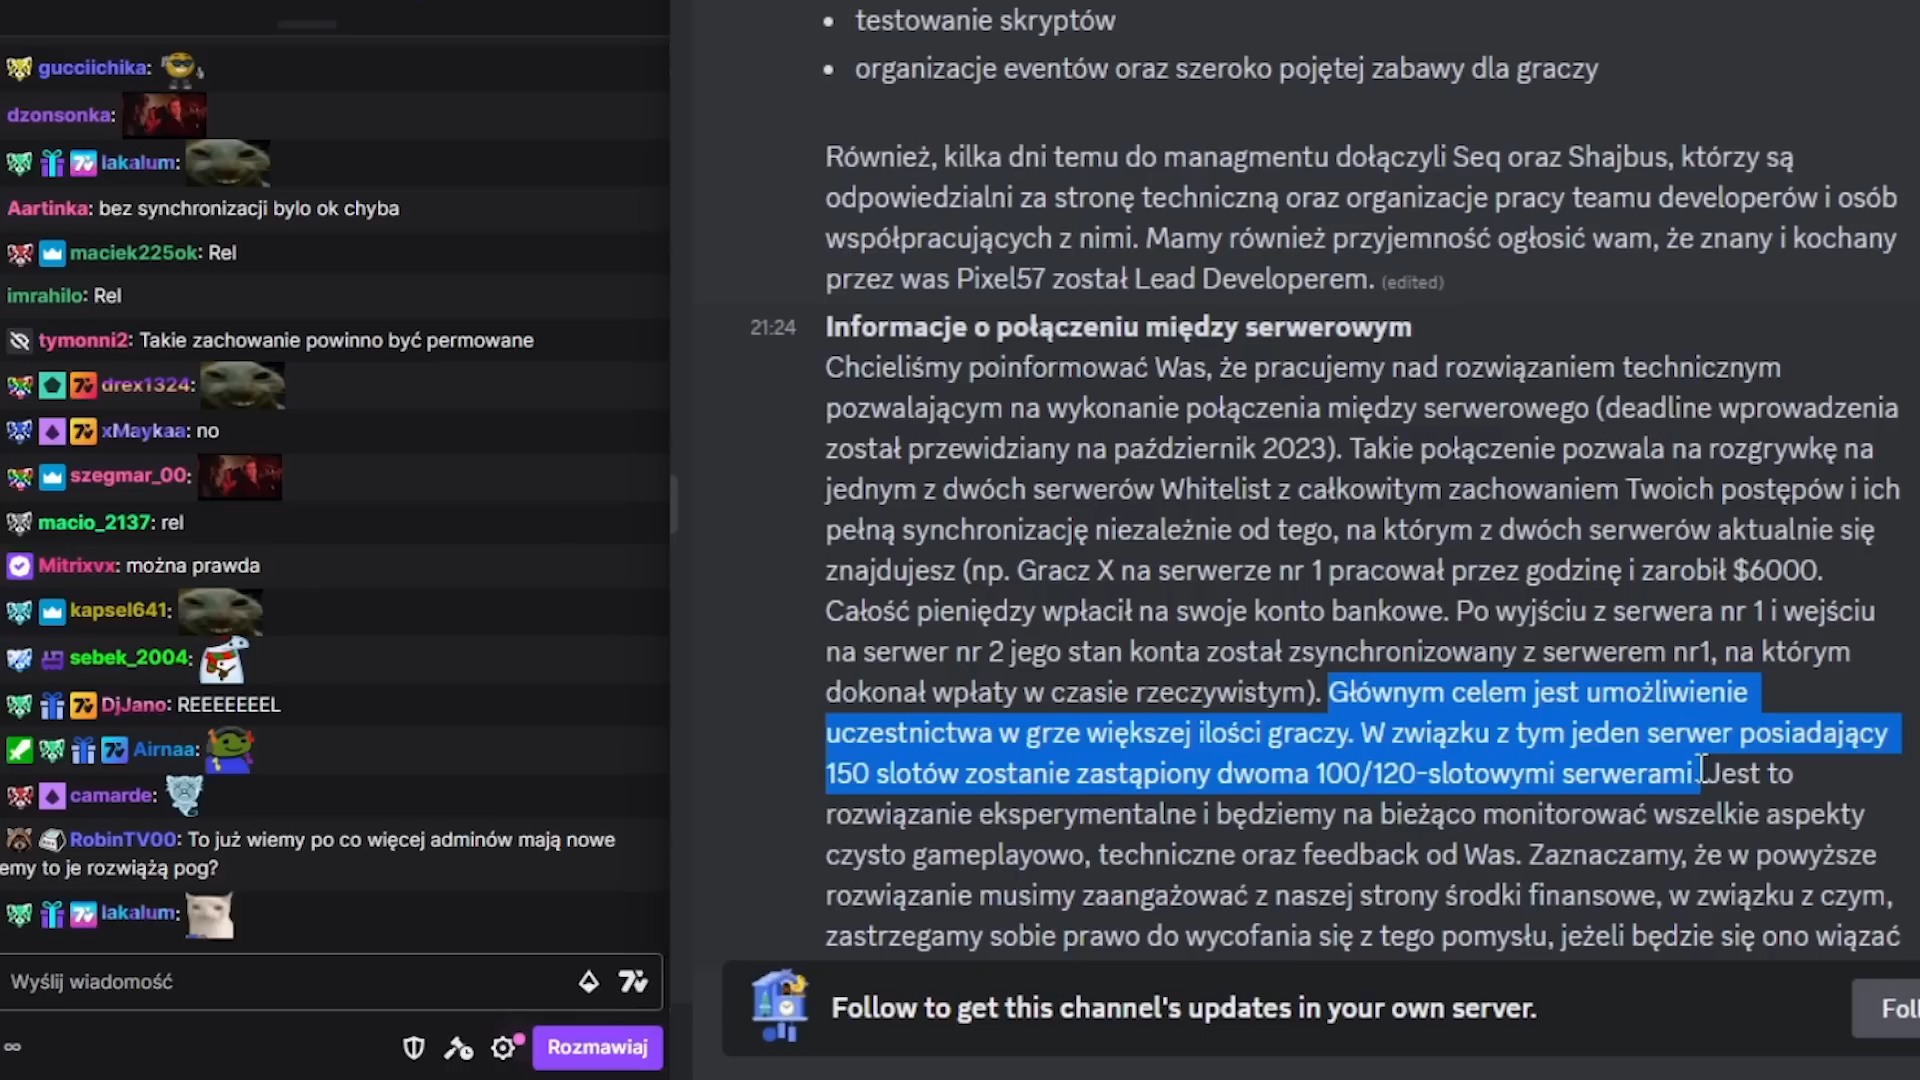 gucciichika:
dzonsonka:
lakalum:
Aartinka: bez synchronizacji bylo ok chyba
maciek225ok: Rel
imrahilo: Rel
tymonni2: Takie zachowanie powinno być permowane
drex1324:
xMaykaa: no
szegmar_00:
macio_2137: rel
Mitrixvx: można prawda
kapsel641:
sebek_2004:
DjJano: REEEEEEEL
Airnaa:
camarde:
RobinTV00: To już wiemy po co więcej adminów mają nowe
emy to je rozwiążą pog?
lakalum:
Wyślij wiadomość
Rozmawiaj
• testowanie skryptów
• organizacje eventów oraz szeroko pojętej zabawy dla graczy
Również, kilka dni temu do managmentu dołączyli Seq oraz Shajbus, którzy są
odpowiedzialni za stronę techniczną oraz organizacje pracy teamu developerów i osób
współpracujących z nimi. Mamy również przyjemność ogłosić wam, że znany i kochany
przez was Pixel57 został Lead Developerem. (edited)
21:24 Informacje o połączeniu między serwerowym
Chcieliśmy poinformować Was, że pracujemy nad rozwiązaniem technicznym
pozwalającym na wykonanie połączenia między serwerowego (deadline wprowadzenia
został przewidziany na październik 2023). Takie połączenie pozwala na rozgrywkę na
jednym z dwóch serwerów Whitelist z całkowitym zachowaniem Twoich postępów i ich
pełną synchronizację niezależnie od tego, na którym z dwóch serwerów aktualnie się
znajdujesz (np. Gracz X na serwerze nr 1 pracował przez godzinę i zarobił $6000.
Całość pieniędzy wpłacił na swoje konto bankowe. Po wyjściu z serwera nr 1 i wejściu
na serwer nr 2 jego stan konta został zsynchronizowany z serwerem nr1, na którym
dokonał wpłaty w czasie rzeczywistym). Głównym celem jest umożliwienie
uczestnictwa w grze większej ilości graczy. W związku z tym jeden serwer posiadający
150 slotów zostanie zastąpiony dwoma 100/120-slotowymi serwerami. Jest to
rozwiązanie eksperymentalne i będziemy na bieżąco monitorować wszelkie aspekty
czysto gameplayowo, techniczne oraz feedback od Was. Zaznaczamy, że w powyższe
rozwiązanie musimy zaangażować z naszej strony środki finansowe, w związku z czym,
zastrzegamy sobie prawo do wycofania się z tego pomysłu, jeżeli będzie się ono wiązać
Follow to get this channel's updates in your own server.
Foll